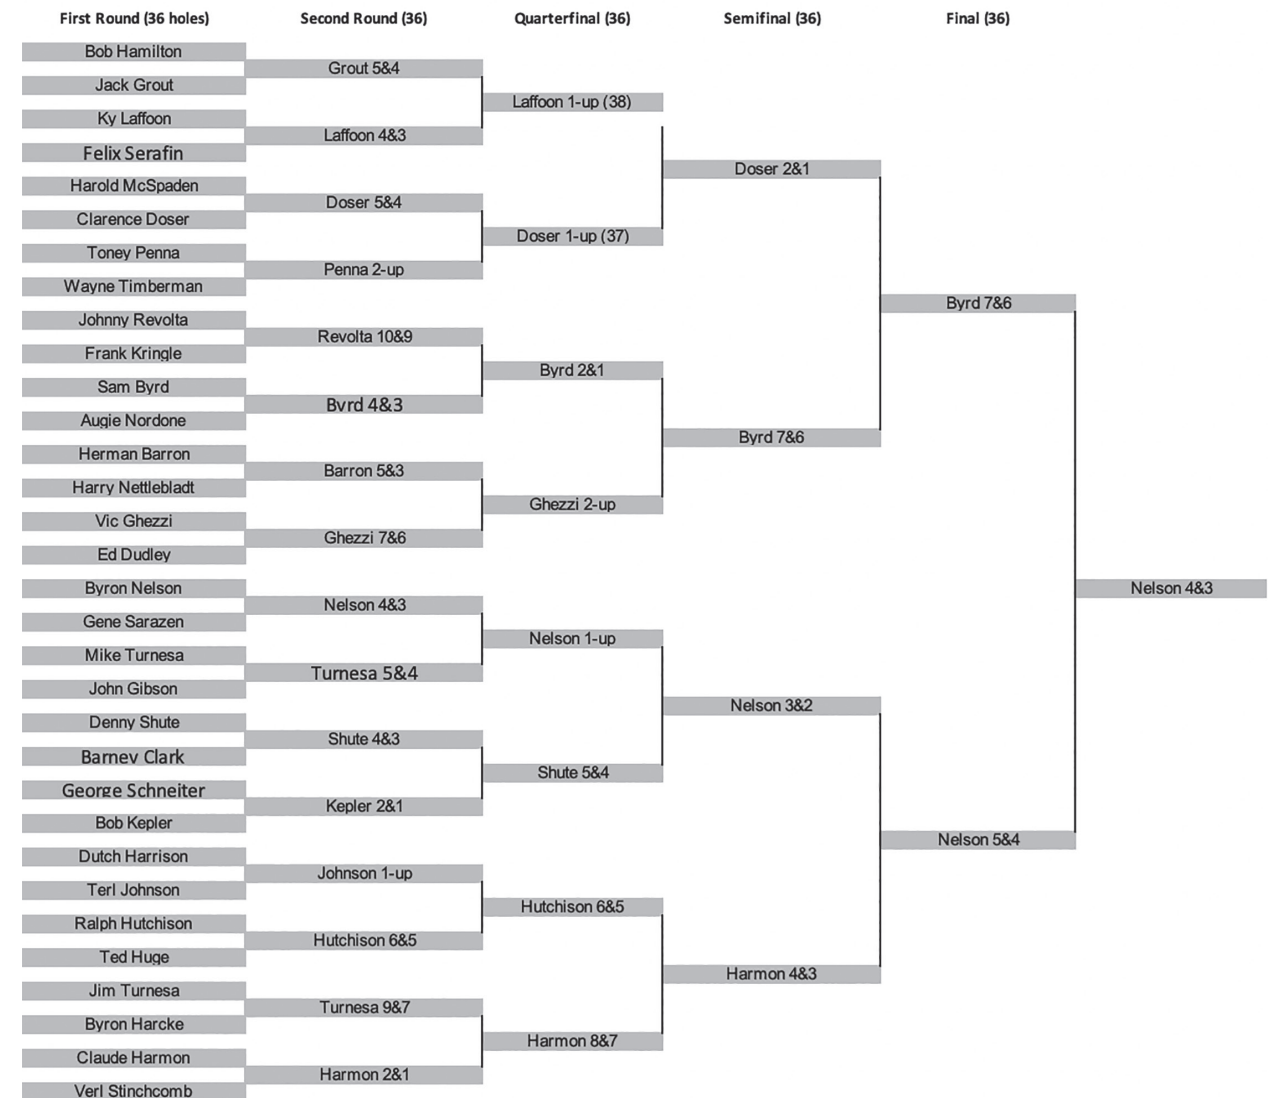 First Round (36 holes)
Second Round (36)
Quarterfinal (36)
Semifinal (36)
Final (36)
Bob Hamilton
Grout 5&4
Jack Grout
Laffoon 1-up (38)
Ky Laffoon
Laffoon 4&3
Felix Serafin
Doser 2&1
Harold McSpaden
Doser 5&4
Clarence Doser
Doser 1-up (37)
Toney Penna
Penna 2-up
Wayne Timberman
Byrd 7&6
Johnny Revolta
Revolta 10&9
Frank Kringle
Byrd 2&1
Sam Byrd
Byrd 4&3
Augie Nordone
Byrd 7&6
Herman Barron
Barron 5&3
Harry Nettlebladt
Ghezzi 2-up
Vic Ghezzi
Ghezzi 7&6
Ed Dudley
Byron Nelson
Nelson 4&3
Nelson 4&3
Gene Sarazen
Nelson 1-up
Mike Turnesa
Turnesa 5&4
John Gibson
Nelson 3&2
Denny Shute
Shute 4&3
Barney Clark
Shute 5&4
George Schneiter
Kepler 2&1
Bob Kepler
Nelson 5&4
Dutch Harrison
Johnson 1-up
Terl Johnson
Hutchison 6&5
Ralph Hutchison
Hutchison 6&5
Ted Huge
Harmon 4&3
Jim Turnesa
Turnesa 9&7
Byron Harcke
Harmon 8&7
Claude Harmon
Harmon 2&1
Verl Stinchcomb